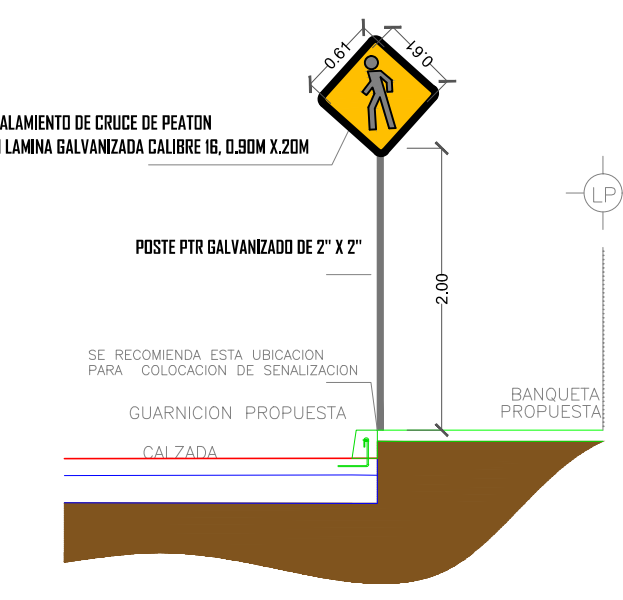 0.61
0.61
ALAMIENTO DE CRUCE DE PEATON
LAMINA GALVANIZADA CALIBRE 16, 0.90M X.20M
LP
POSTE PTR GALVANIZADO DE 2" X 2"
2.00
SE RECOMIENDA ESTA UBICACION
PARA COLOCACION DE SENALIZACION
BANQUETA
PROPUESTA
GUARNICION PROPUESTA
CALZADA